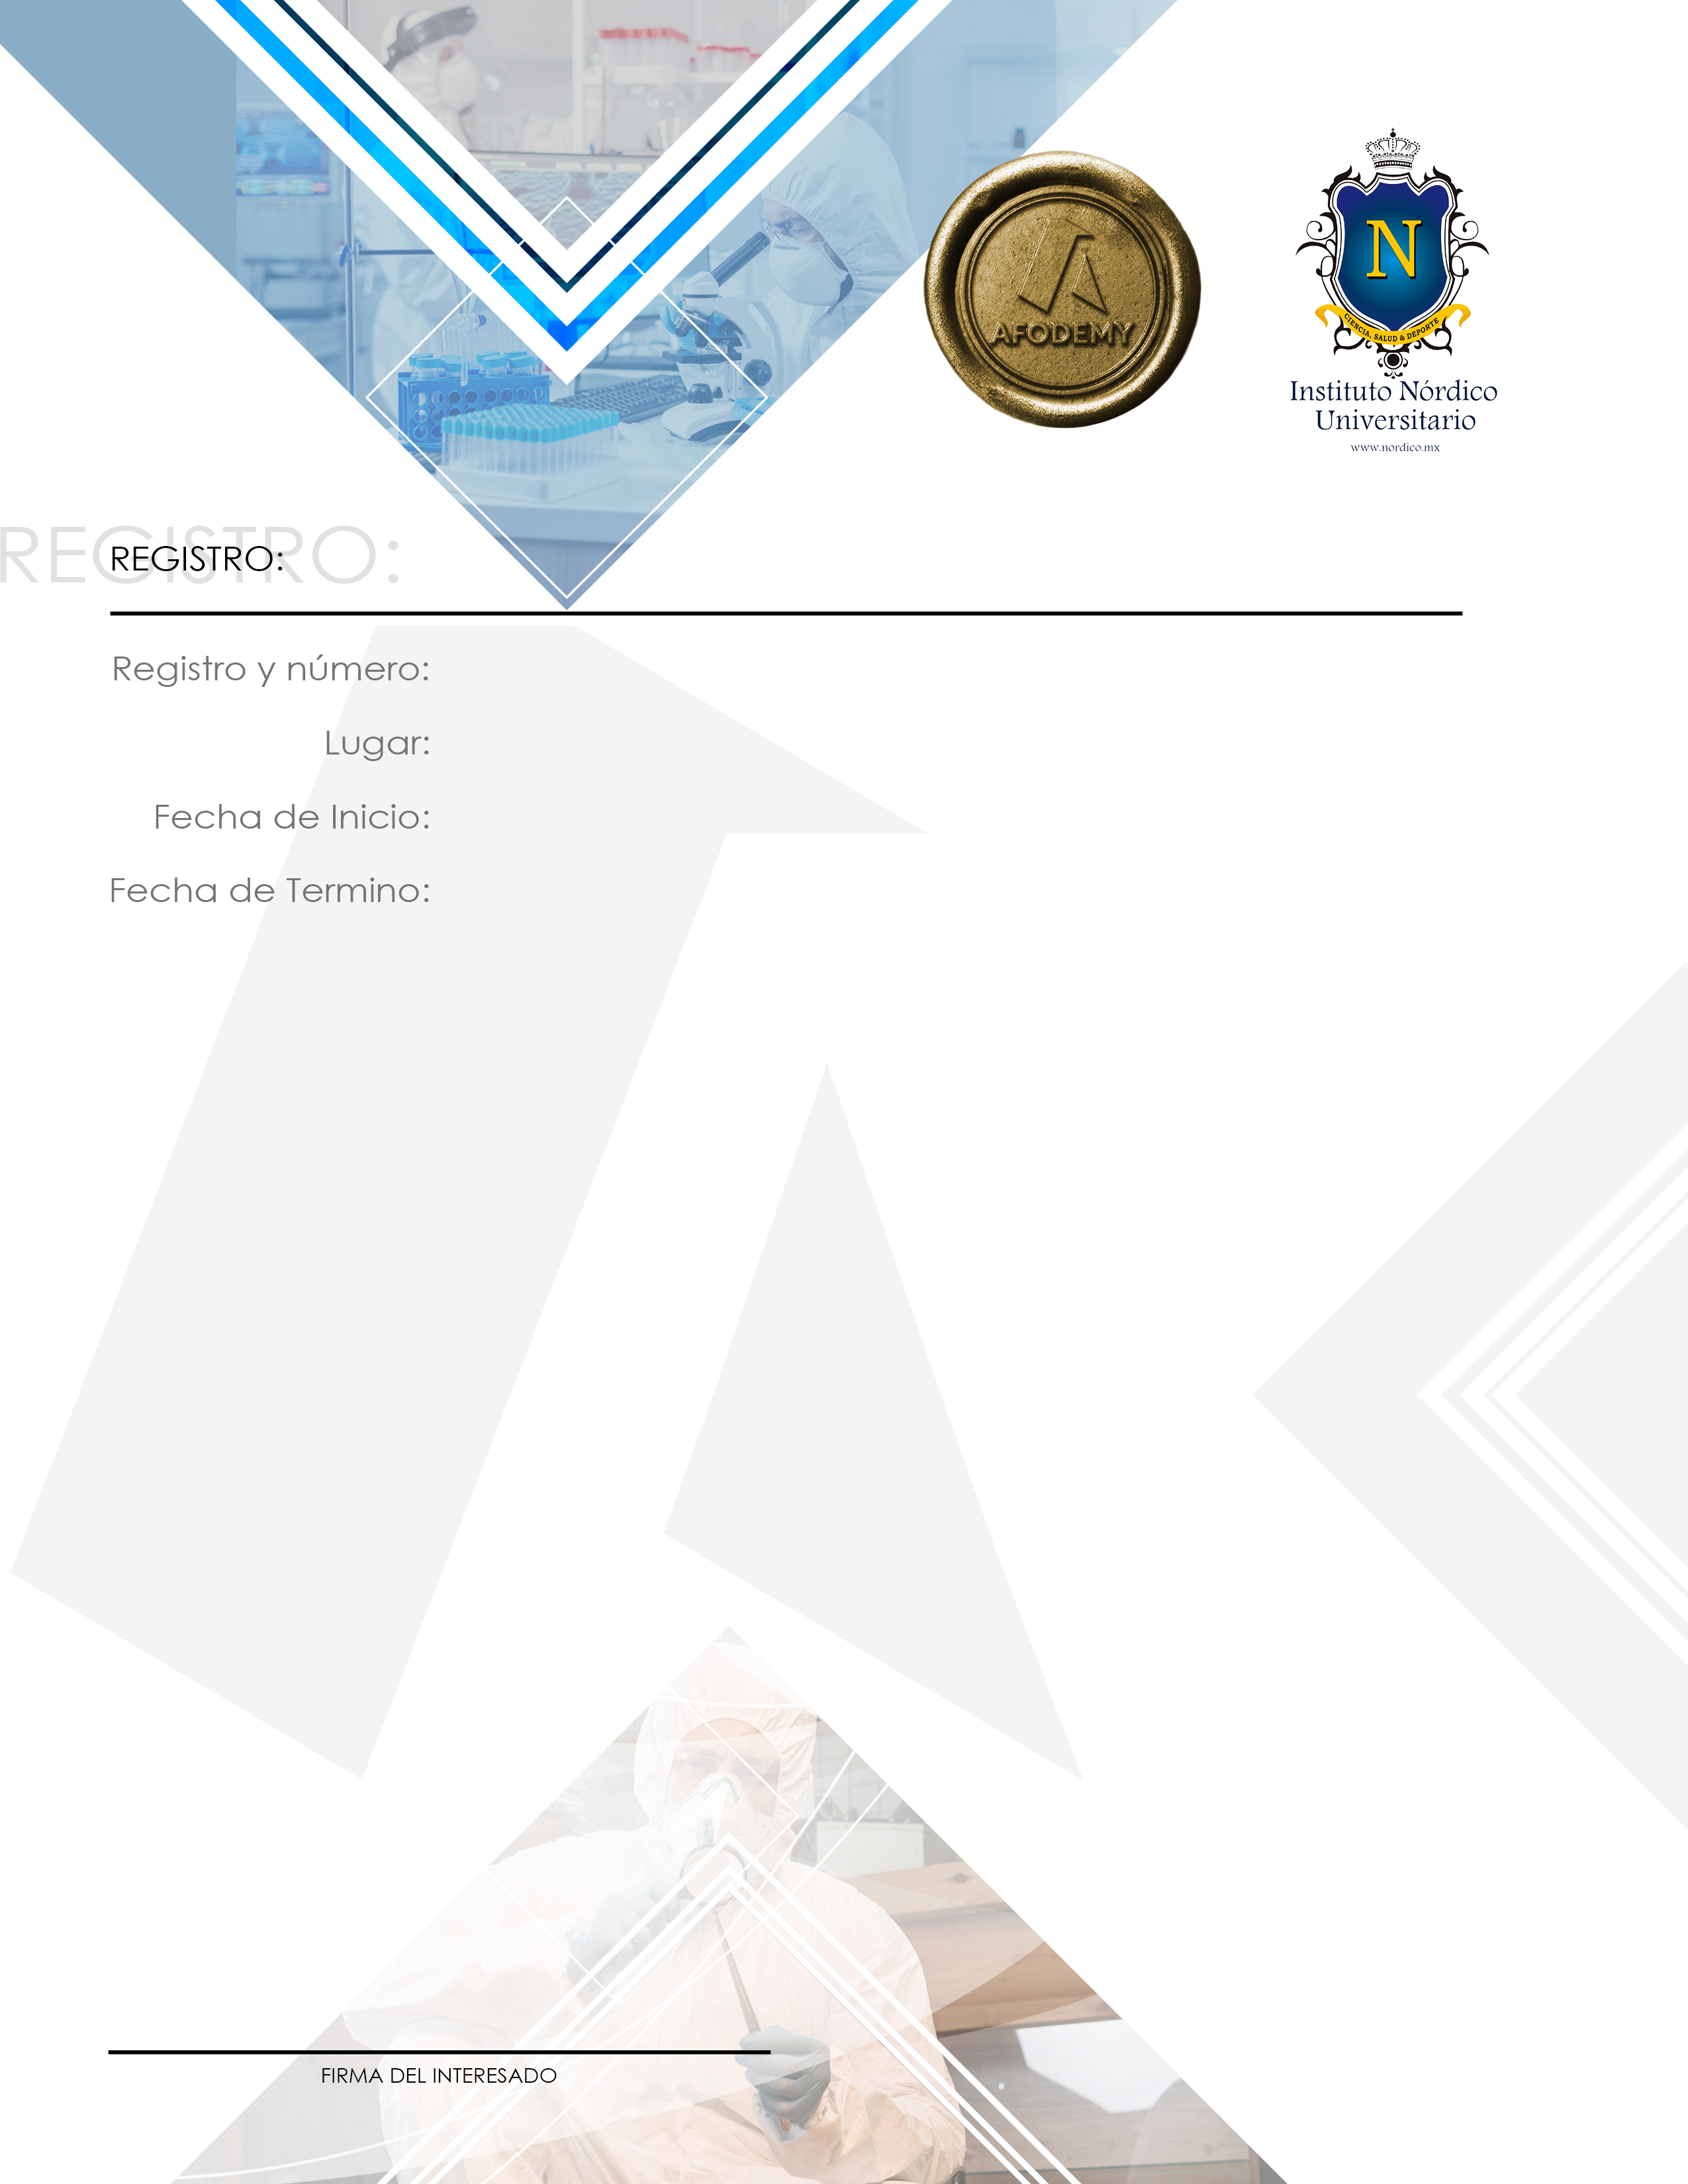 AFODEMY
N
CIENCIA, SALUD & DEPORTE
Instituto Nórdico
Universitario
www.nordico.mx
REGISTRO:
REGISTRO:
Registro y número:
Lugar:
Fecha de Inicio:
Fecha de Termino:
FIRMA DEL INTERESADO